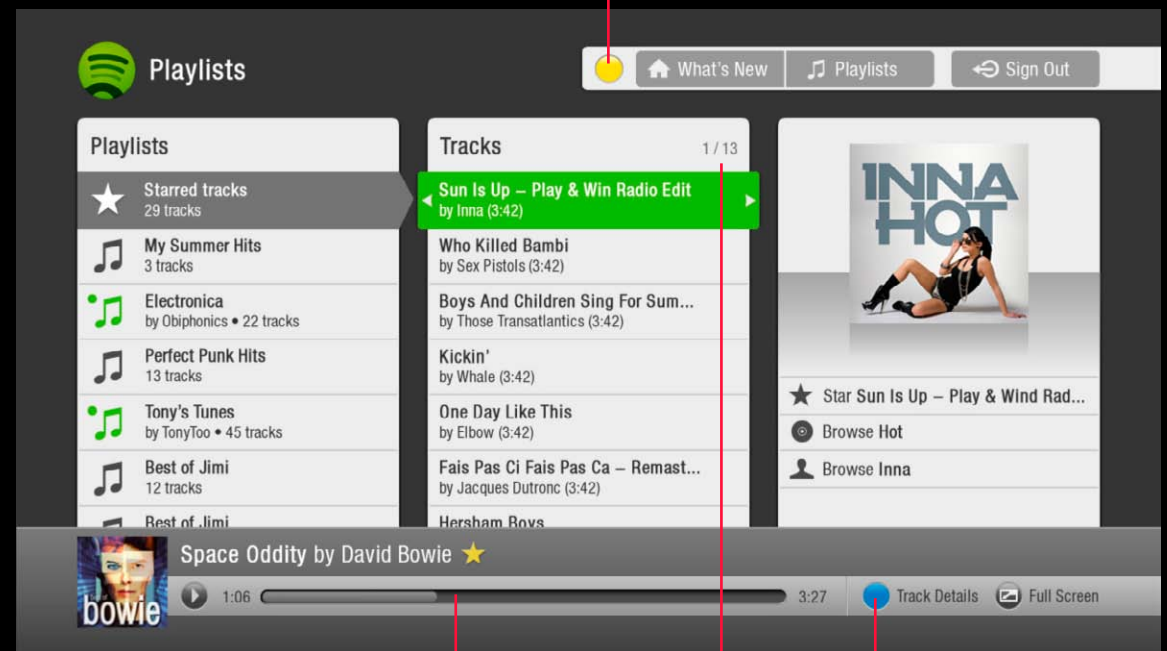 Playlists
What's New
Playlists
Sign Out
Playlists
Starred tracks
29 tracks
My Summer Hits
3 tracks
Electronica
by Obiphonics • 22 tracks
Perfect Punk Hits
13 tracks
Tony's Tunes
by TonyToo • 45 tracks
Best of Jimi
12 tracks
Best of Jimi
Tracks
1 / 13
Sun Is Up – Play & Win Radio Edit
by Inna (3:42)
Who Killed Bambi
by Sex Pistols (3:42)
Boys And Children Sing For Sum...
by Those Transatlantics (3:42)
Kickin'
by Whale (3:42)
One Day Like This
by Elbow (3:42)
Fais Pas Ci Fais Pas Ca – Remast...
by Jacques Dutronc (3:42)
Hersham Boys
INNA
HOT
Star Sun Is Up – Play & Wind Rad...
Browse Hot
Browse Inna
Space Oddity by David Bowie
bowie
1:06
3:27
Track Details
Full Screen